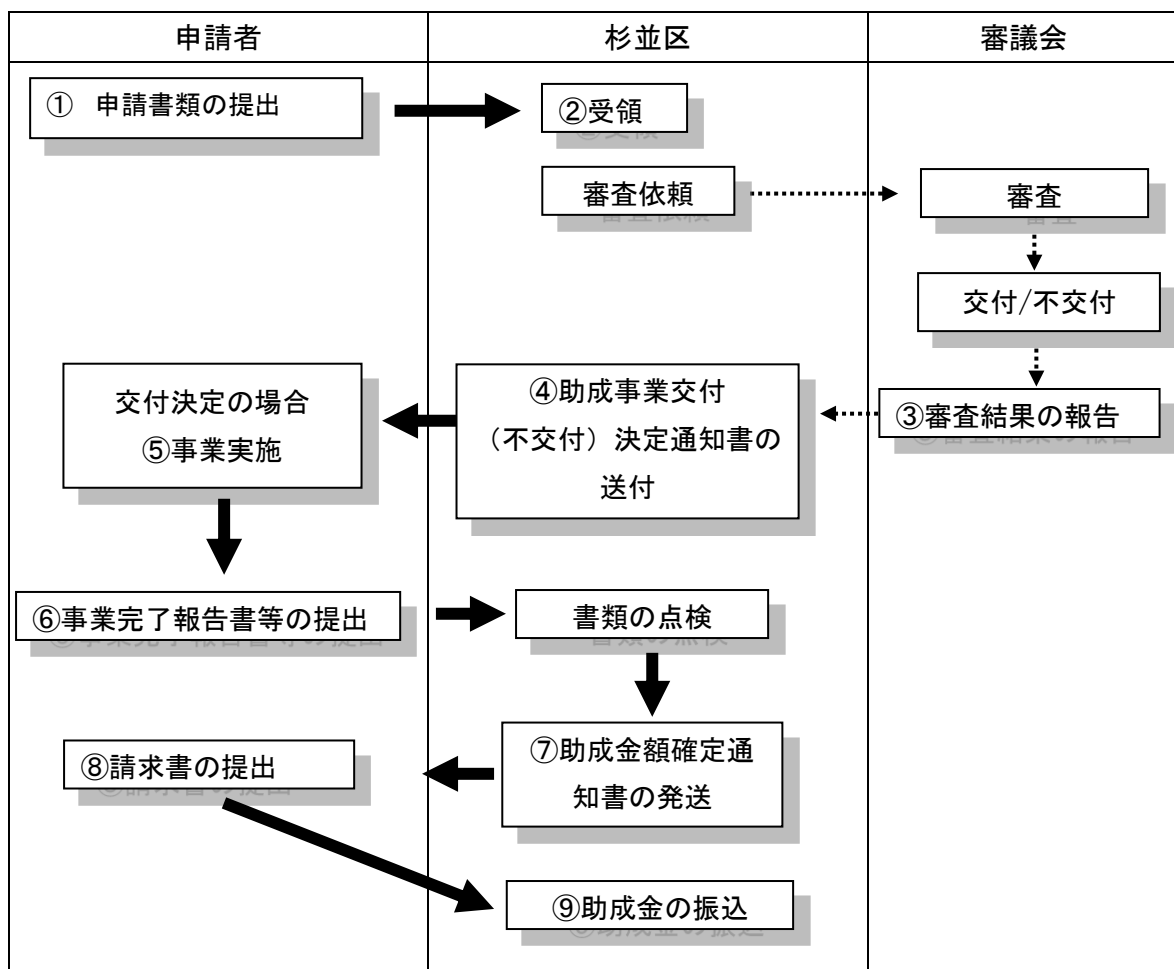 申請者
杉並区
審議会
① 申請書類の提出
②受領
審査依頼
審査
交付/不交付
③審査結果の報告
④助成事業交付
（不交付）決定通知書の
送付
交付決定の場合
⑤事業実施
⑥事業完了報告書等の提出
書類の点検
⑦助成金額確定通
知書の発送
⑧請求書の提出
⑨助成金の振込